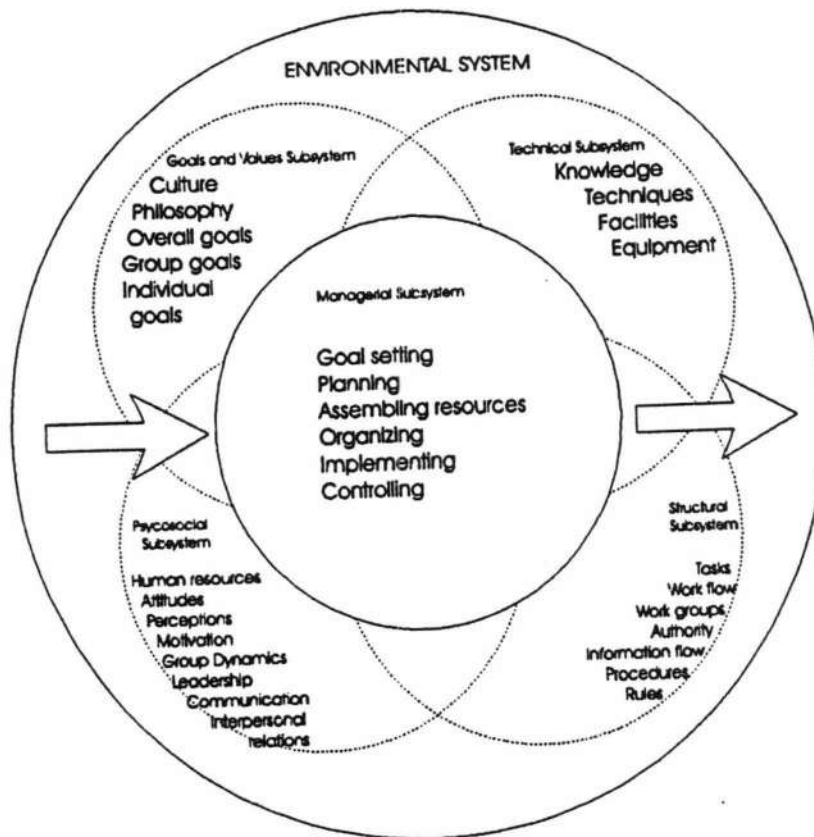 ENVIRONMENTAL SYSTEM
Goals and Values Subsystem
Culture
Philosophy
Overall goals
Group goals
Individual
goals
Technical Subsystem
Knowledge
Techniques
Facilities
Equipment
Managerial Subsystem
Goal setting
Planning
Assembling resources
Organizing
Implementing
Controlling
Psycosocial
Subsystem
Human resources
Attitudes
Perceptions
Motivation
Group Dynamics
Leadership
Communication
Interpersonal
relations
Structural
Subsystem
Tasks
Work flow
Work groups
Authority
Information flow
Procedures
Rules